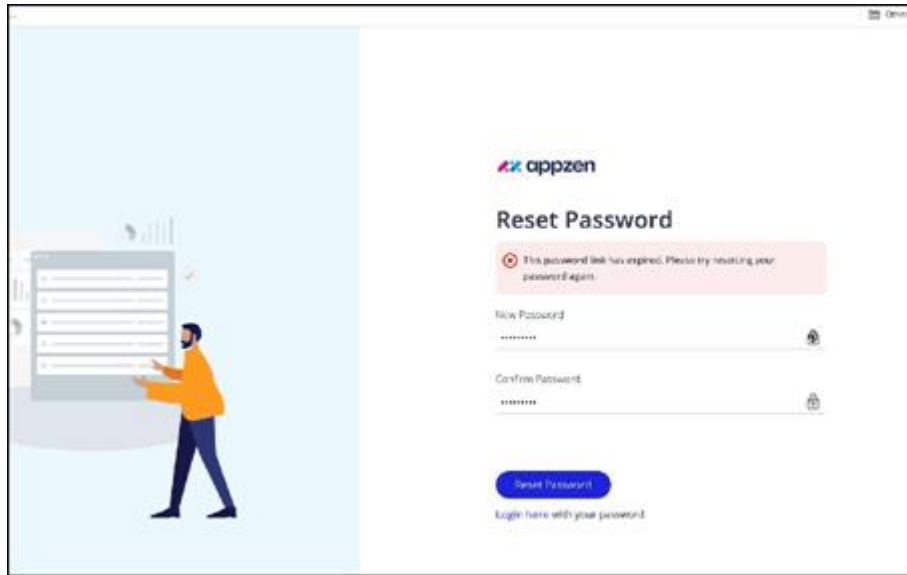 appzen
Reset Password
This password link has expired. Please try resetting your
password again.
New Password
Confirm Password
Reset Password
Login here with your password